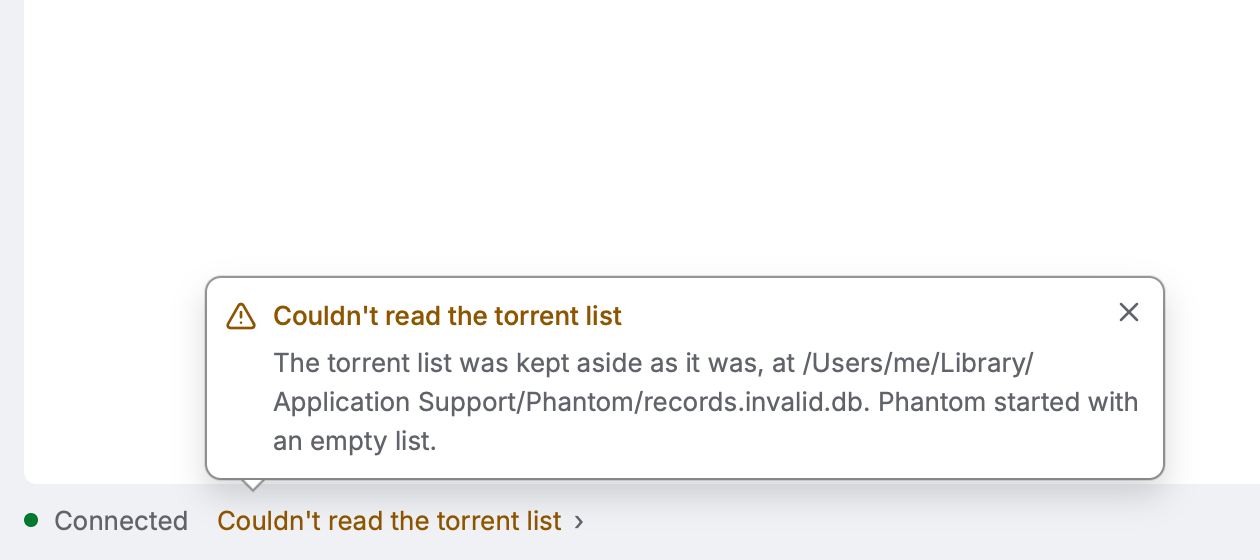 Couldn't read the torrent list
The torrent list was kept aside as it was, at /Users/me/Library/
Application Support/Phantom/records.invalid.db. Phantom started with
an empty list.
Connected Couldn't read the torrent list ›